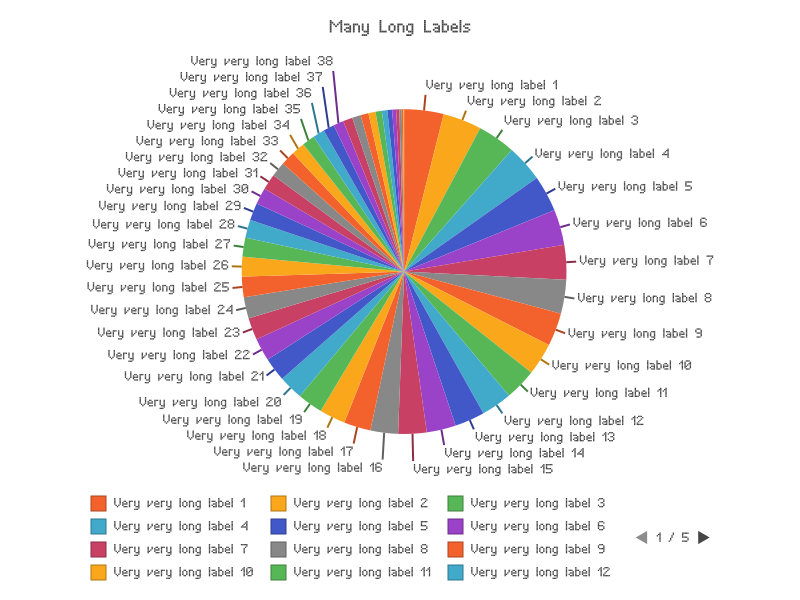 Many Long Labels
Very very long label 38
Very very long label 37
Very very long label 36
Very very long label 35
Very very long label 34
Very very long label 33
Very very long label 32
Very very long label 31
Very very long label 30
Very very long label 29
Very very long label 28
Very very long label 27
Very very long label 26
Very very long label 25
Very very long label 24
Very very long label 23
Very very long label 22
Very very long label 21
Very very long label 20
Very very long label 19
Very very long label 18
Very very long label 17
Very very long label 16
Very very long label 1
Very very long label 2
Very very long label 3
Very very long label 4
Very very long label 5
Very very long label 6
Very very long label 7
Very very long label 8
Very very long label 9
Very very long label 10
Very very long label 11
Very very long label 12
Very very long label 13
Very very long label 14
Very very long label 15
Very very long label 1 Very very long label 2 Very very long label 3
Very very long label 4 Very very long label 5 Very very long label 6
Very very long label 7 Very very long label 8 Very very long label 9
Very very long label 10 Very very long label 11 Very very long label 12
1 / 5